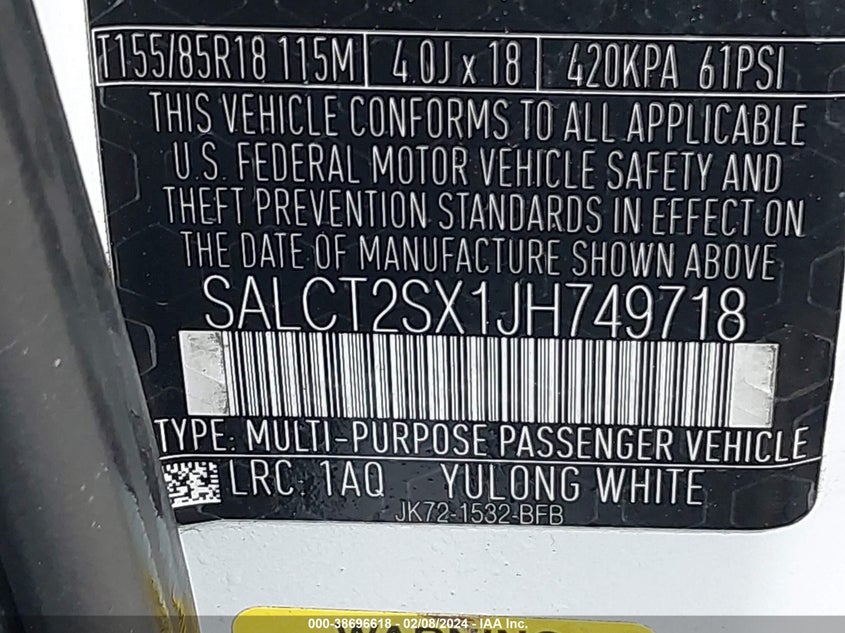 T155/85R18 115M 4.0J x 18 420KPA 61PSI
THIS VEHICLE CONFORMS TO ALL APPLICABLE
U.S. FEDERAL MOTOR VEHICLE SAFETY AND
THEFT PREVENTION STANDARDS IN EFFECT ON
THE DATE OF MANUFACTURE SHOWN ABOVE
SALCT2SX1JH749718
TYPE: MULTI-PURPOSE PASSENGER VEHICLE
LRC: 1AQ YULONG WHITE
JK72-1532-BFB
000-38696618 - 02/08/2024 - IAA Inc.
WARNING